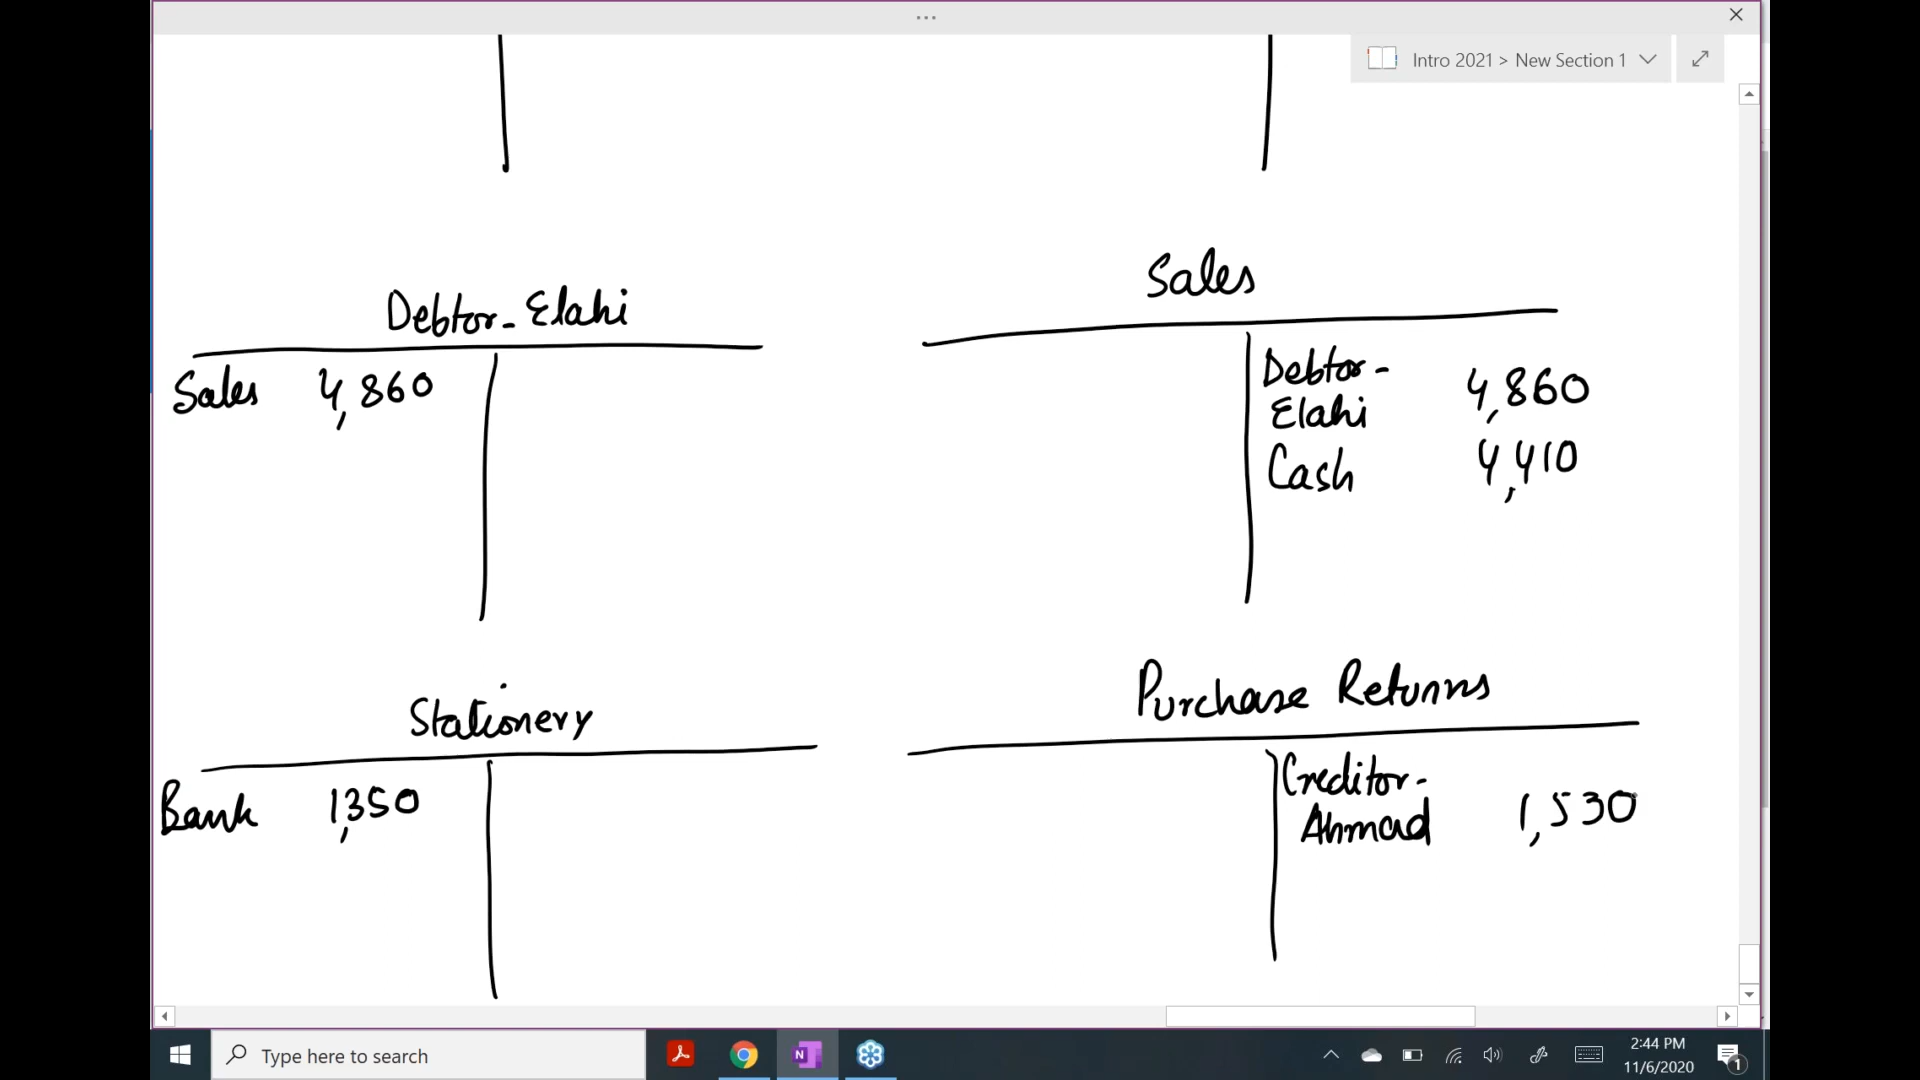 Intro 2021 > New Section 1
Sales
Debtor - Elahi
Sales 4,860
Debtor -
Elahi 4,860
Cash 4,410
Stationery
Purchase Returns
Bank 1,350
Creditor -
Ahmad 1,530
Type here to search
N
2:44 PM
11/6/2020
1